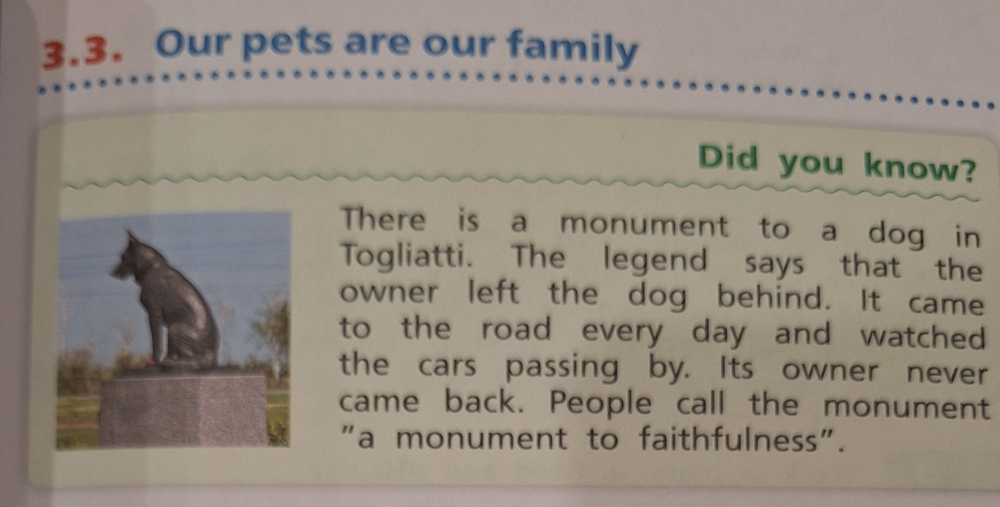 3.3. Our pets are our family
Did you know?
There is a monument to a dog in
Togliatti. The legend says that the
owner left the dog behind. It came
to the road every day and watched
the cars passing by. Its owner never
came back. People call the monument
"a monument to faithfulness".